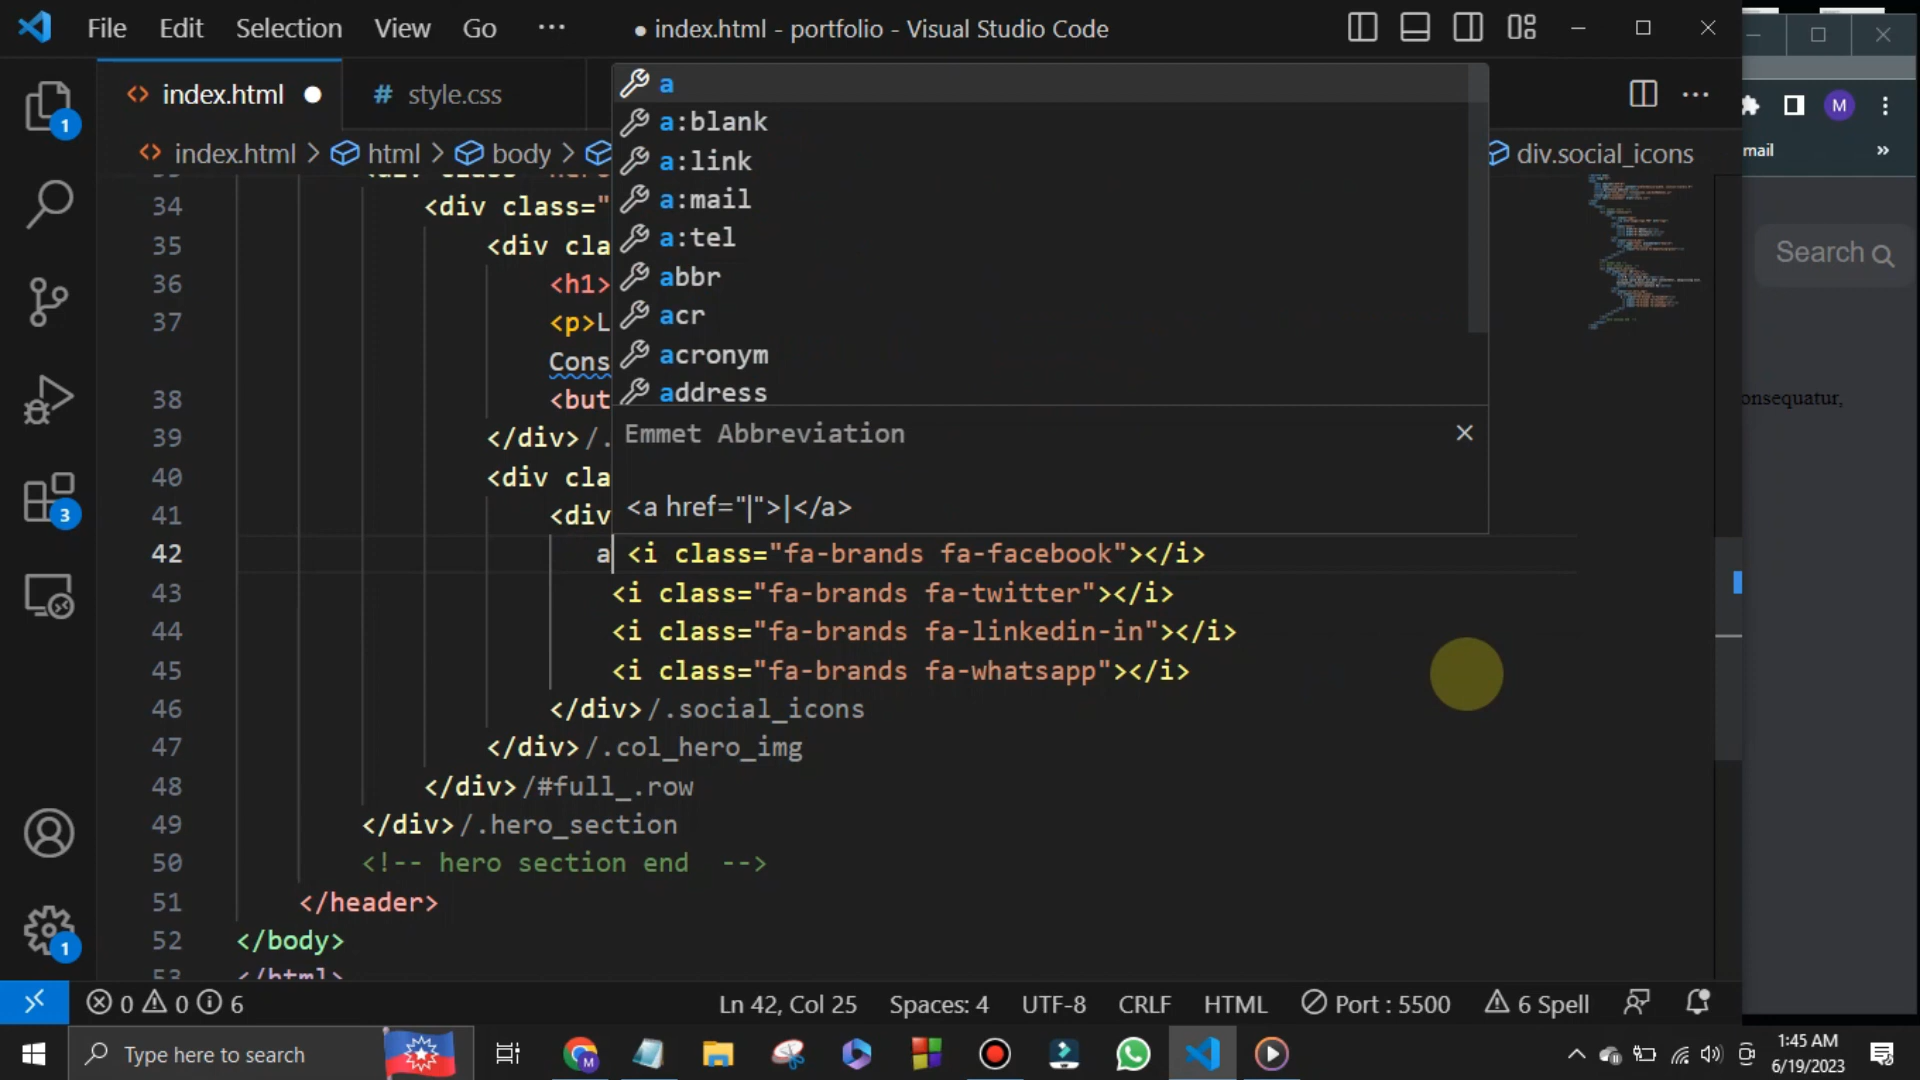 File Edit Selection View Go ··· ● index.html - portfolio - Visual Studio Code
<> index.html ● # style.css
<> index.html > html > body > div.social_icons
34 <div class="
35 <div cla
36 <h1>
37 <p>L
Cons
38 <but
39 </div>/.
40 <div cla
41 <div
42 a <i class="fa-brands fa-facebook"></i>
43 <i class="fa-brands fa-twitter"></i>
44 <i class="fa-brands fa-linkedin-in"></i>
45 <i class="fa-brands fa-whatsapp"></i>
46 </div>/.social_icons
47 </div>/.col_hero_img
48 </div>/#full_.row
49 </div>/.hero_section
50 <!-- hero section end -->
51 </header>
52 </body>
53 </html>
a
a:blank
a:link
a:mail
a:tel
abbr
acr
acronym
address
Emmet Abbreviation
<a href="|">|</a>
1
3
1
M
mail »
Search
onsequatur,
0 0 6 Ln 42, Col 25 Spaces: 4 UTF-8 CRLF HTML Port : 5500 6 Spell
Type here to search
M
1:45 AM
6/19/2023